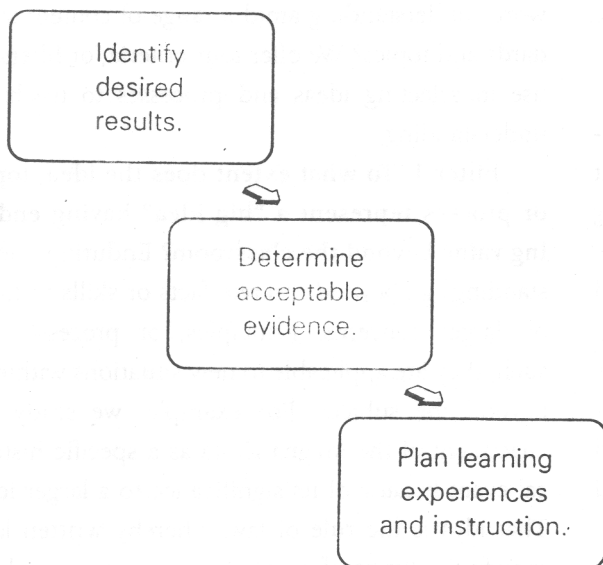 Identify
desired
results.
Determine
acceptable
evidence.
Plan learning
experiences
and instruction.